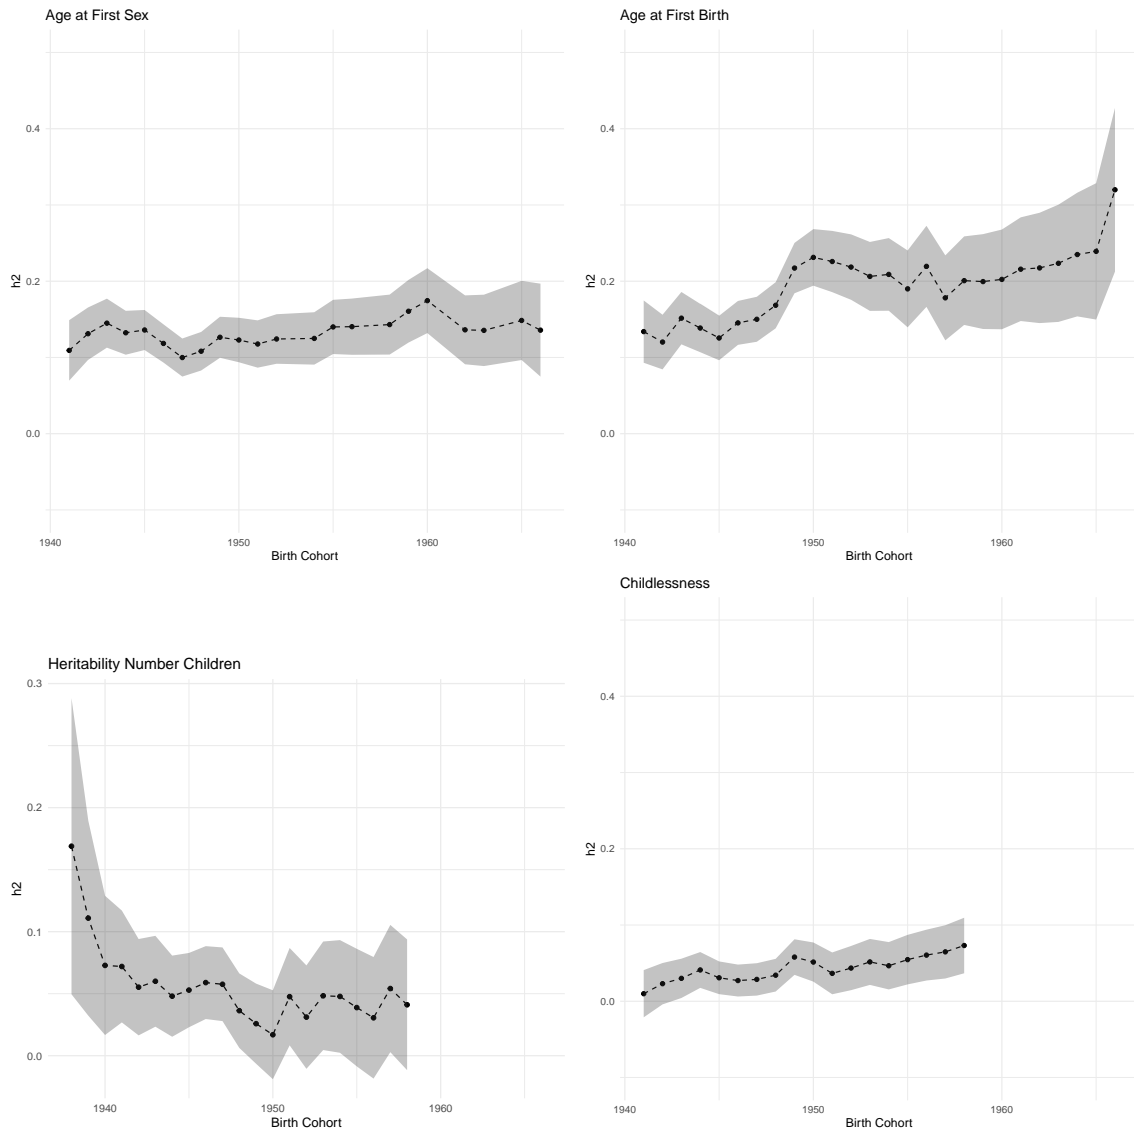 Age at First Sex
h2
0.4
0.2
0.0
1940 1950 1960
Birth Cohort
Age at First Birth
h2
0.4
0.2
0.0
1940 1950 1960
Birth Cohort
Heritability Number Children
h2
0.3
0.2
0.1
0.0
1940 1950 1960
Birth Cohort
Childlessness
h2
0.4
0.2
0.0
1940 1950 1960
Birth Cohort